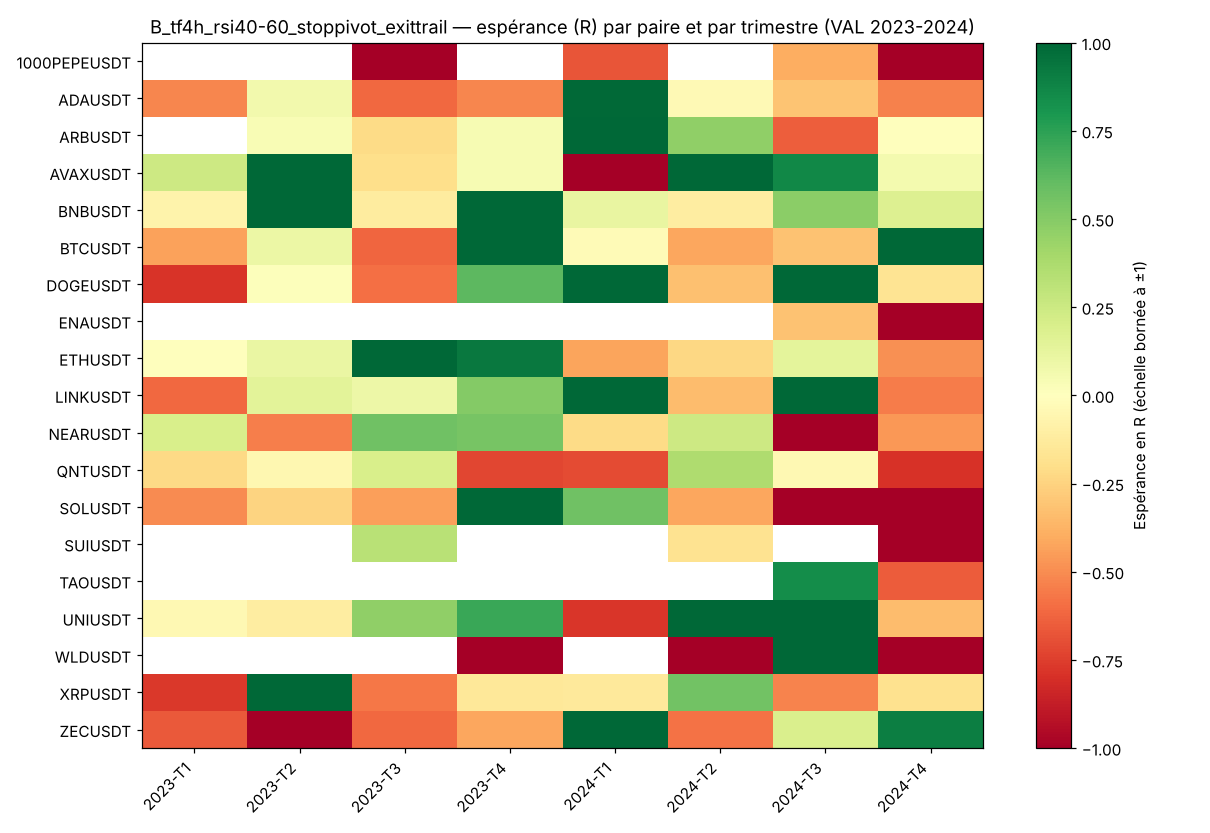 B_tf4h_rsi40-60_stoppivot_exittrail — espérance (R) par paire et par trimestre (VAL 2023-2024)
1000PEPEUSDT
ADAUSDT
ARBUSDT
AVAXUSDT
BNBUSDT
BTCUSDT
DOGEUSDT
ENAUSDT
ETHUSDT
LINKUSDT
NEARUSDT
QNTUSDT
SOLUSDT
SUIUSDT
TAOUSDT
UNIUSDT
WLDUSDT
XRPUSDT
ZECUSDT
2023-T1
2023-T2
2023-T3
2023-T4
2024-T1
2024-T2
2024-T3
2024-T4
1.00
0.75
0.50
0.25
0.00
−0.25
−0.50
−0.75
−1.00
Espérance en R (échelle bornée à ±1)